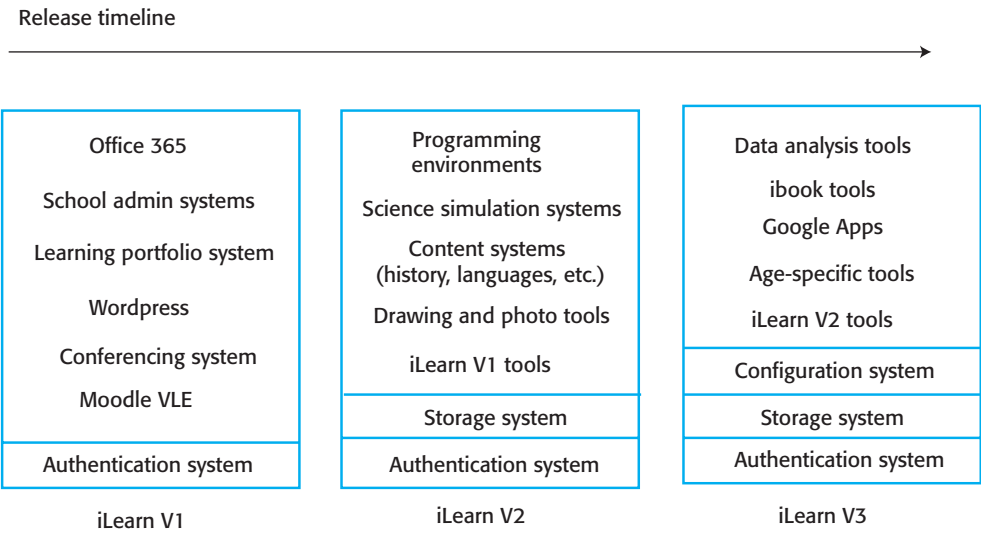 Release timeline
Office 365
School admin systems
Learning portfolio system
Wordpress
Conferencing system
Moodle VLE
Authentication system
iLearn V1
Programming
environments
Science simulation systems
Content systems
(history, languages, etc.)
Drawing and photo tools
iLearn V1 tools
Storage system
Authentication system
iLearn V2
Data analysis tools
ibook tools
Google Apps
Age-specific tools
iLearn V2 tools
Configuration system
Storage system
Authentication system
iLearn V3